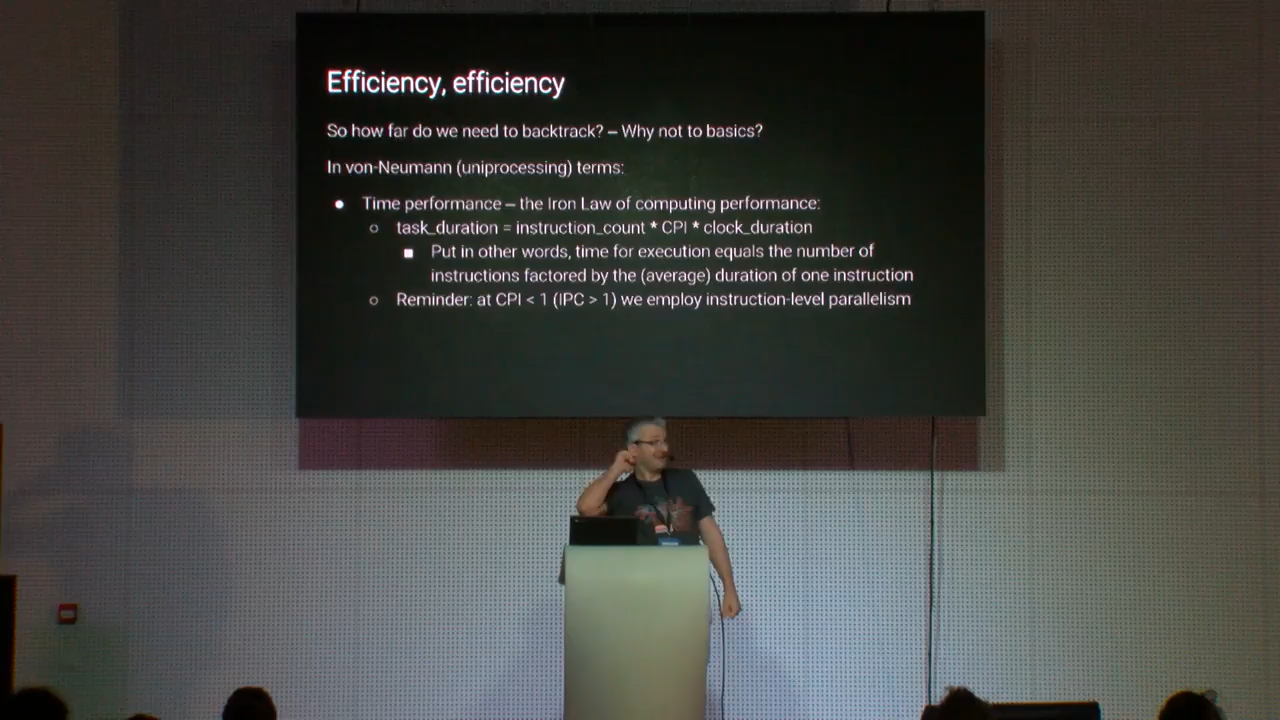 Efficiency, efficiency
So how far do we need to backtrack? – Why not to basics?
In von-Neumann (uniprocessing) terms:
● Time performance – the Iron Law of computing performance:
○ task_duration = instruction_count * CPI * clock_duration
■ Put in other words, time for execution equals the number of
instructions factored by the (average) duration of one instruction
○ Reminder: at CPI < 1 (IPC > 1) we employ instruction-level parallelism